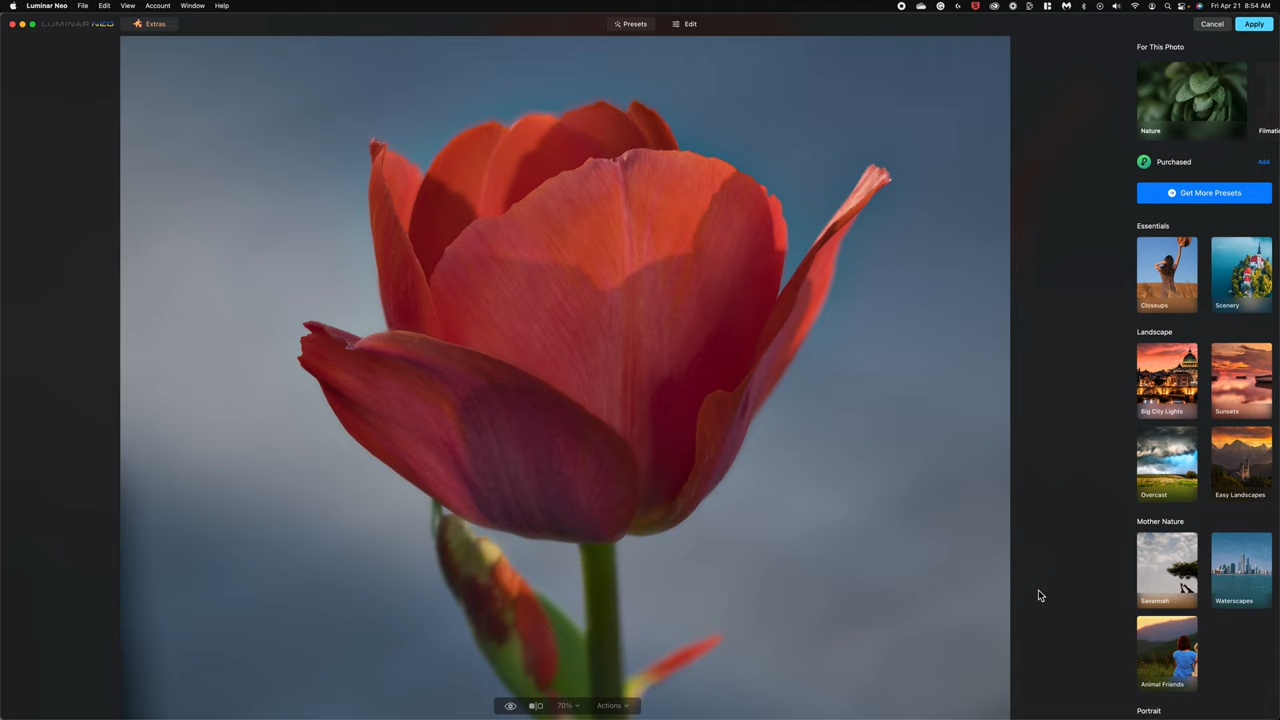 Luminar Neo File Edit View Account Window Help Fri Apr 21 8:54 AM
LUMINAR NEO Extras Presets Edit Cancel Apply
For This Photo
Nature
Purchased Add
Get More Presets
Essentials
Closeups Scenery
Landscape
Big City Lights Sunsets
Overcast Easy Landscapes
Mother Nature
Savannah Waterscapes
Animal Friends
70% Actions
Portrait